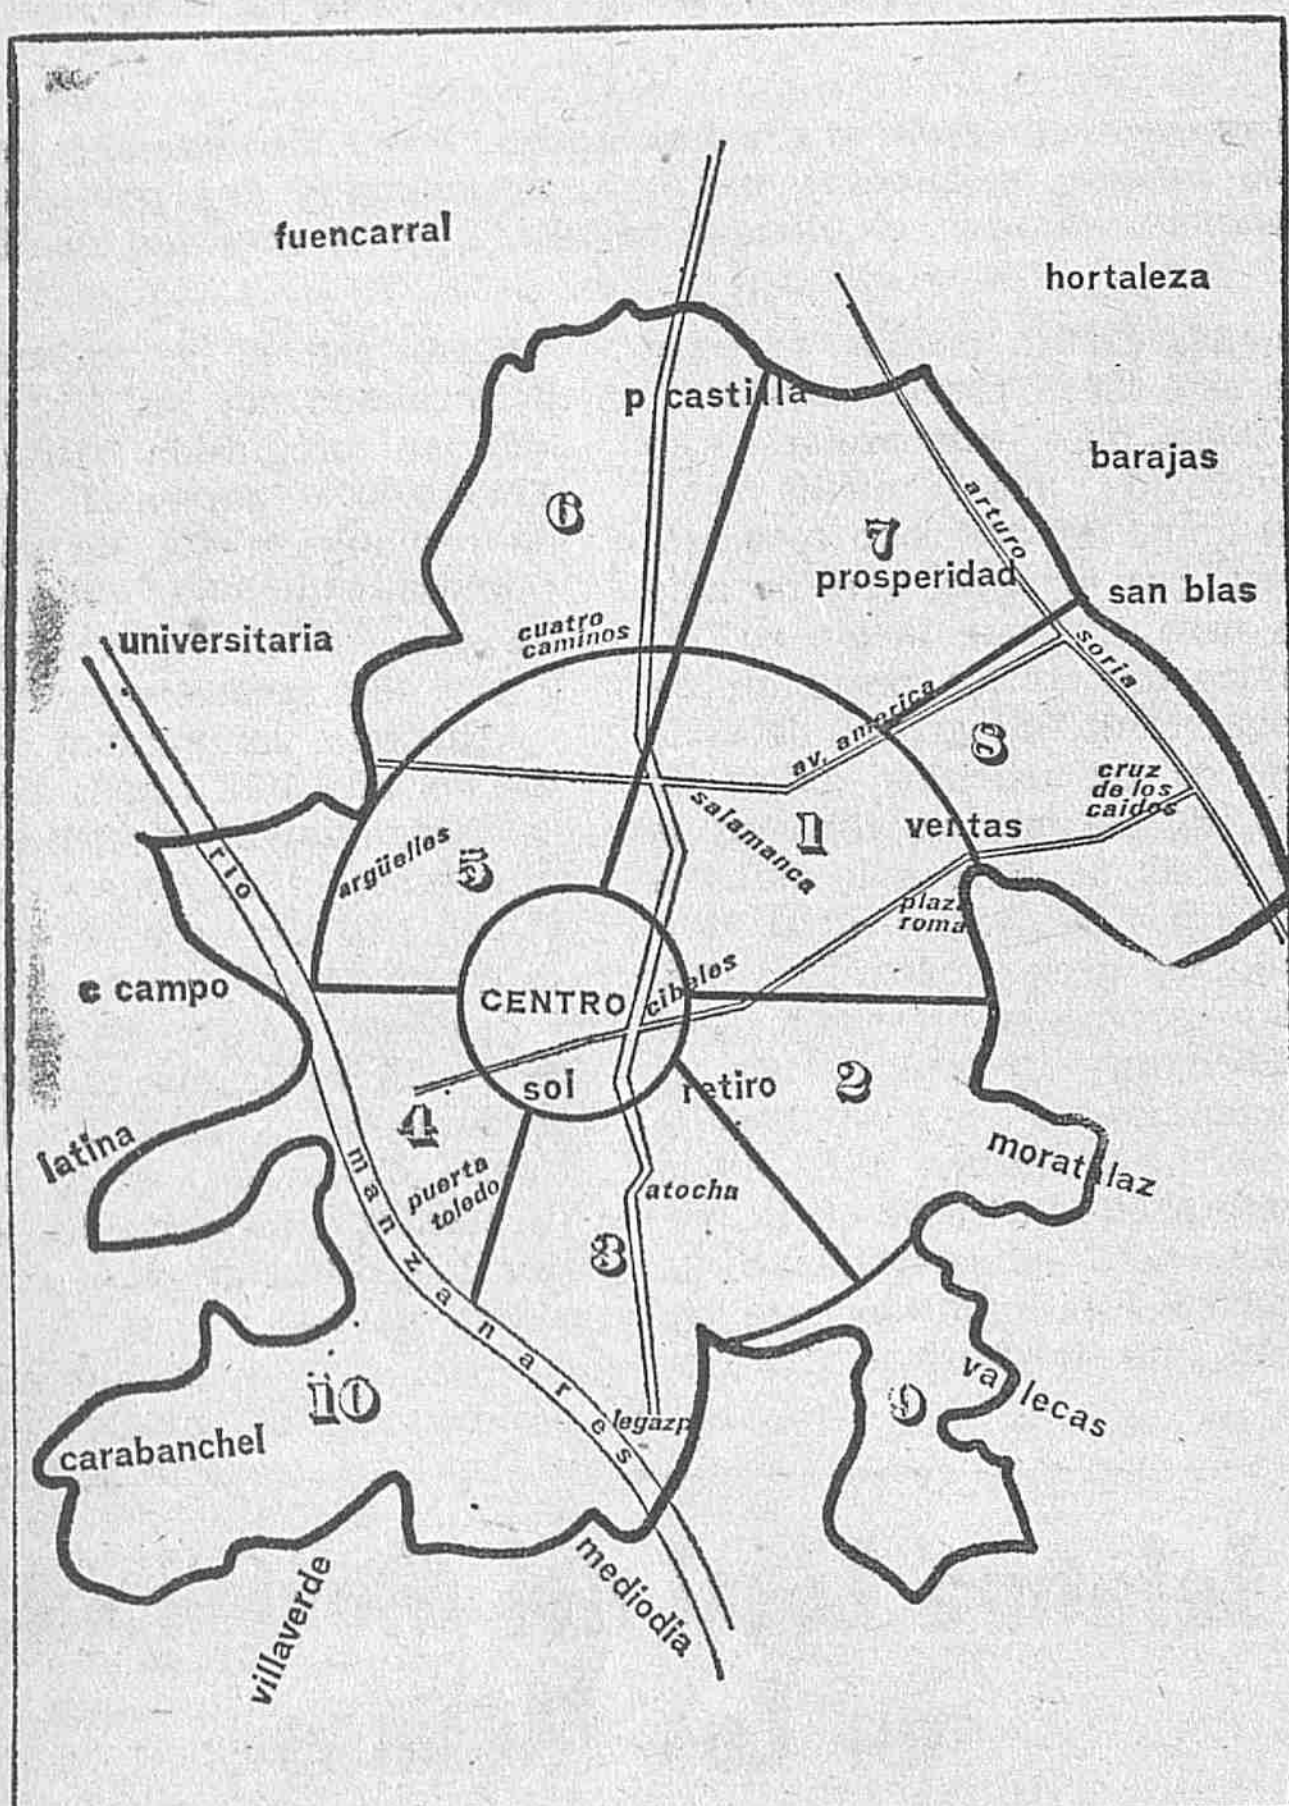 fuencarral
hortaleza
p castilla
barajas
6
arturo
7
prosperidad
san blas
cuatro
caminos
universitaria
soria
av. america
8
cruz
de los
caidos
salamanca
1
ventas
argüelles
5
rio
plaza
roma
cibeles
c campo
CENTRO
sol
retiro
2
4
latina
moratalaz
manzanares
puerta
toledo
atocha
3
vallecas
9
10
legazpi
carabanchel
mediodia
villaverde